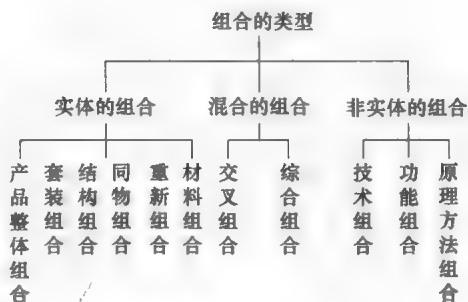 组合的类型
实体的组合
混合的组合
非实体的组合
产品整体组合
套装组合
结构组合
同物组合
重新组合
材料组合
交叉组合
综合组合
技术组合
功能组合
原理方法组合